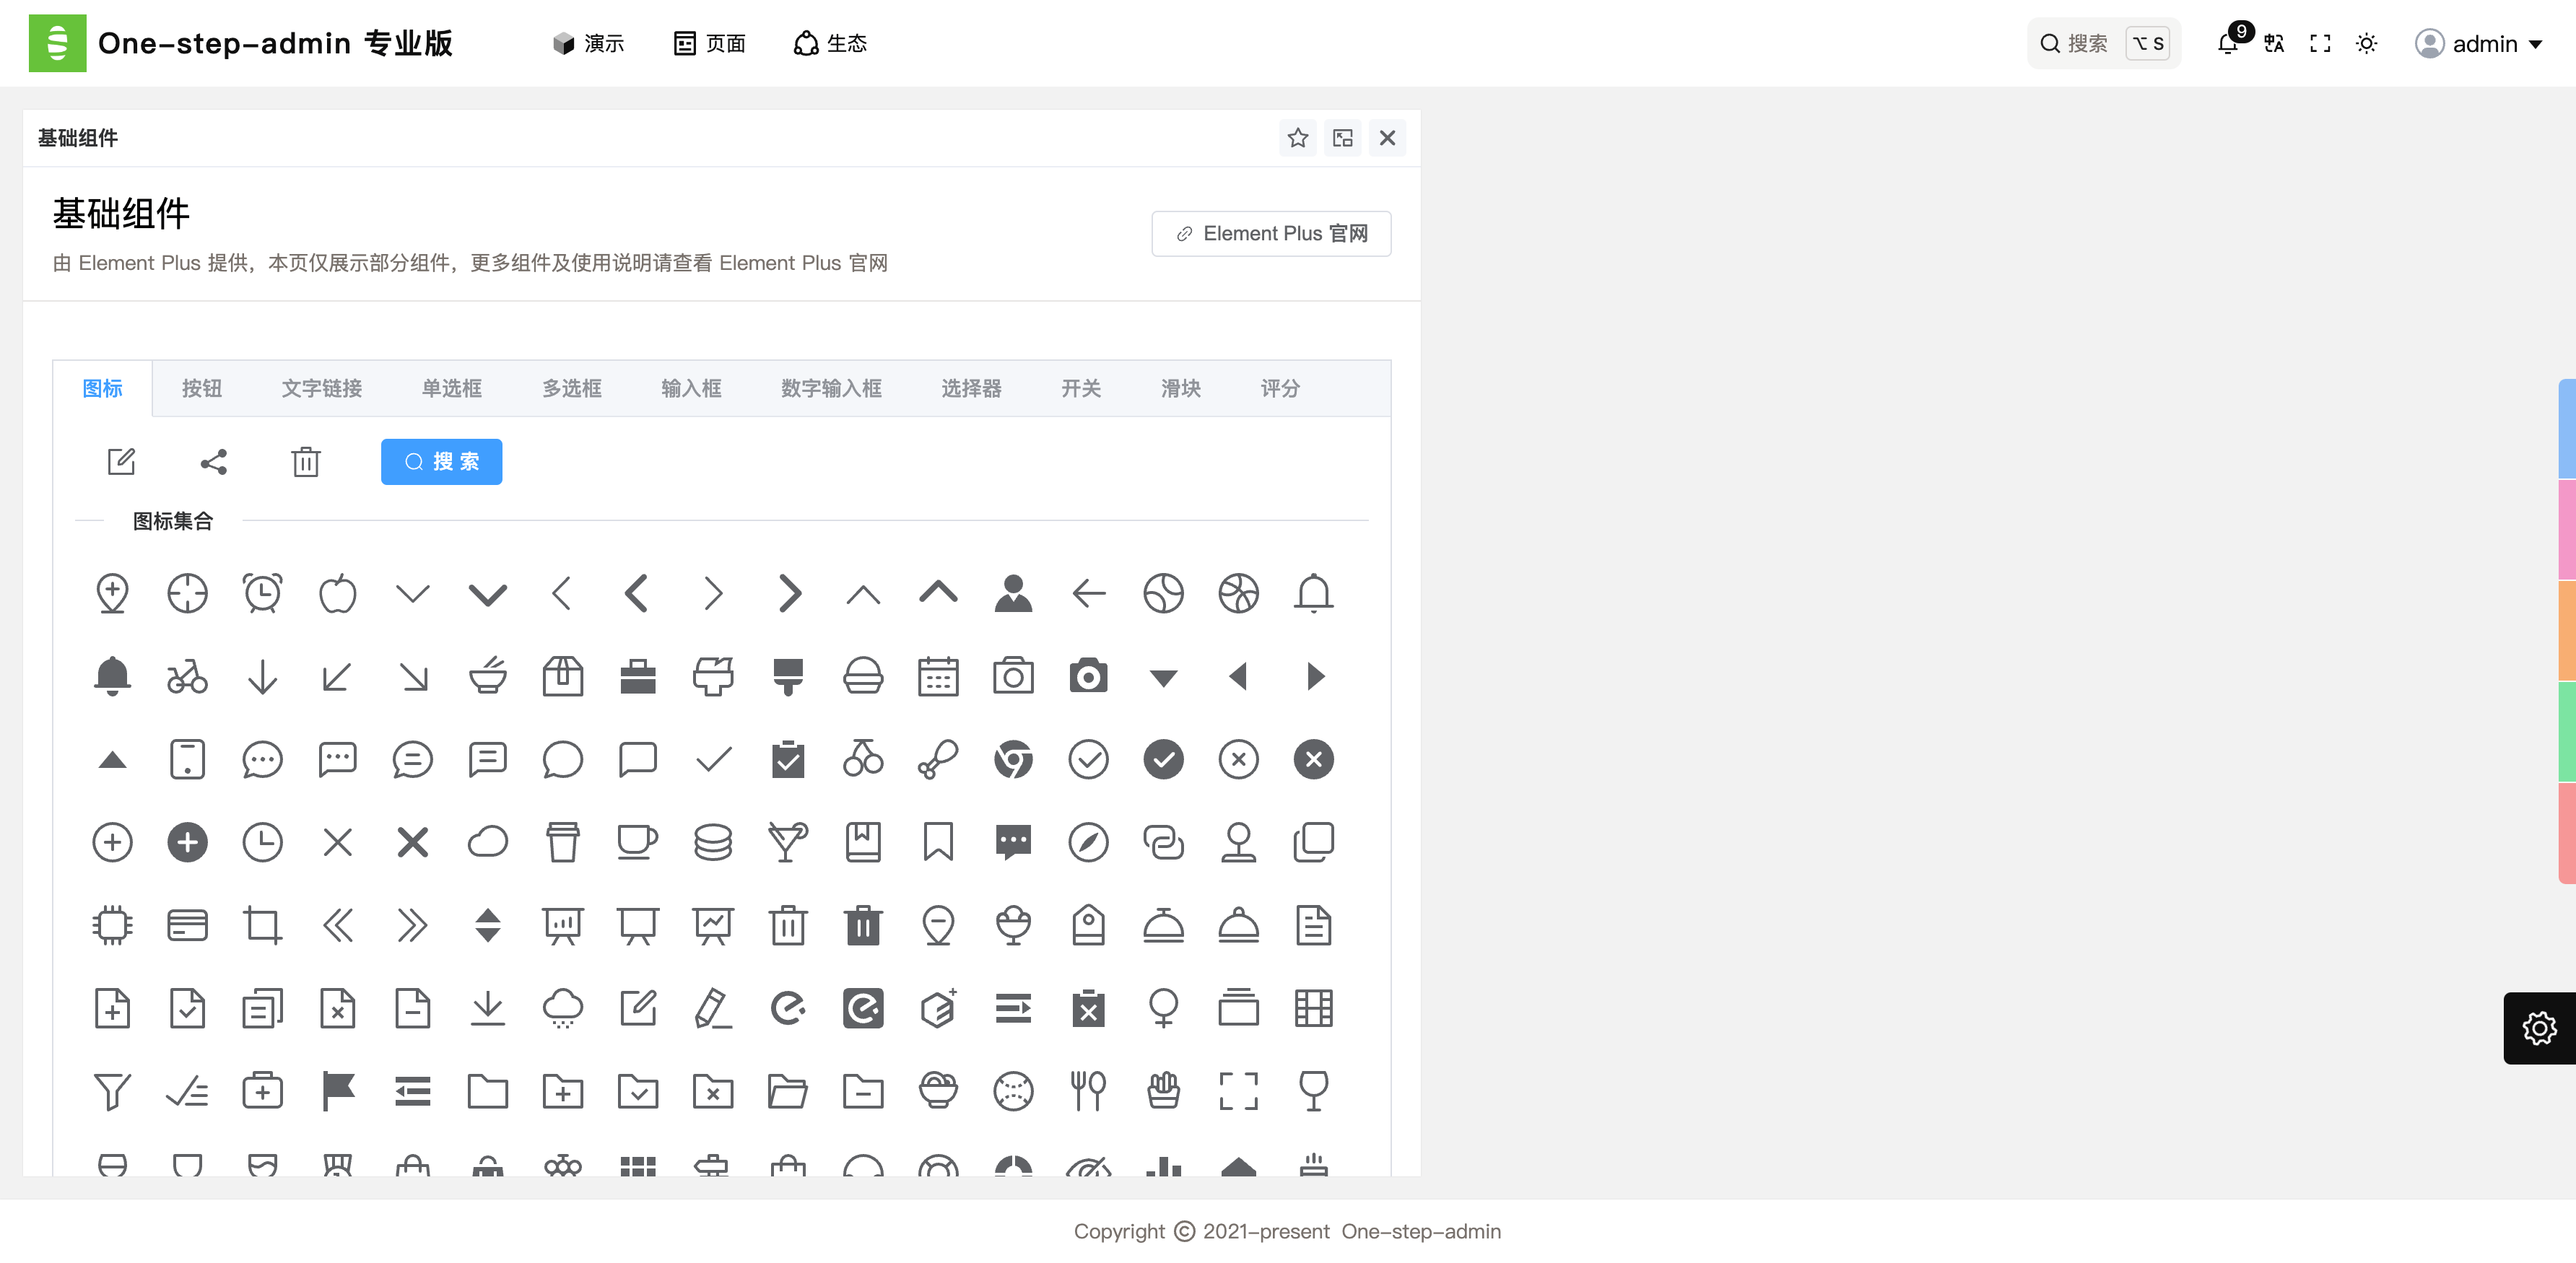 One-step-admin 专业版
演示
页面
生态
搜索
⌥ S
9
admin
基础组件
基础组件
Element Plus 官网
由 Element Plus 提供，本页仅展示部分组件，更多组件及使用说明请查看 Element Plus 官网
图标
按钮
文字链接
单选框
多选框
输入框
数字输入框
选择器
开关
滑块
评分
搜 索
图标集合
Copyright © 2021-present One-step-admin